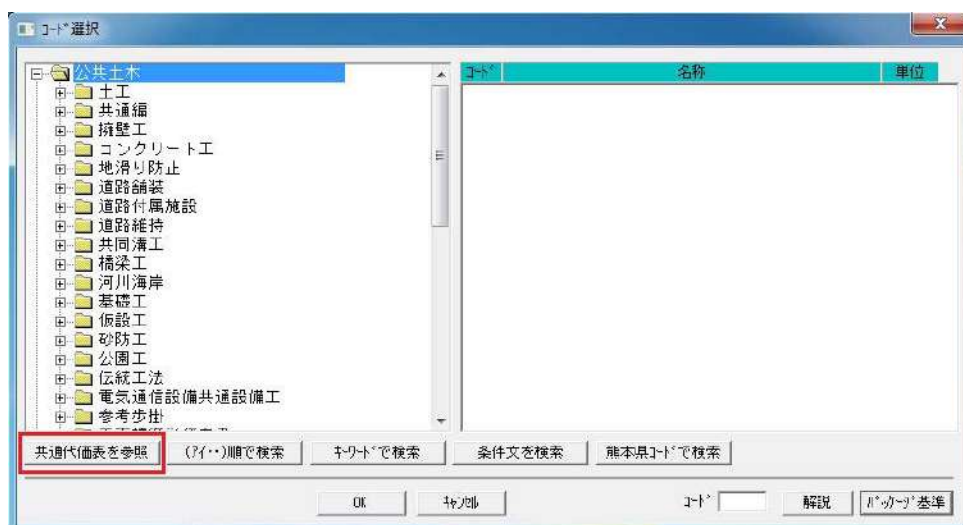 コード選択
公共土木
土工
共通編
擁壁工
コンクリート工
地滑り防止
道路舗装
道路付属施設
道路維持
共同溝工
橋梁工
河川海岸
基礎工
仮設工
砂防工
公園工
伝統工法
電気通信設備共通設備工
参考歩掛
コード 名称 単位
共通代価表を参照 (アイ・・)順で検索 キーワードで検索 条件文を検索 熊本県コードで検索
OK キャンセル コード 解説 パッケージ基準